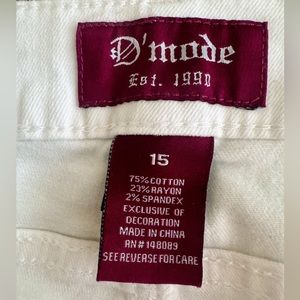 D'mode
Est. 1990
15
75% COTTON
23% RAYON
2% SPANDEX
EXCLUSIVE OF
DECORATION
MADE IN CHINA
RN # 148089
SEE REVERSE FOR CARE